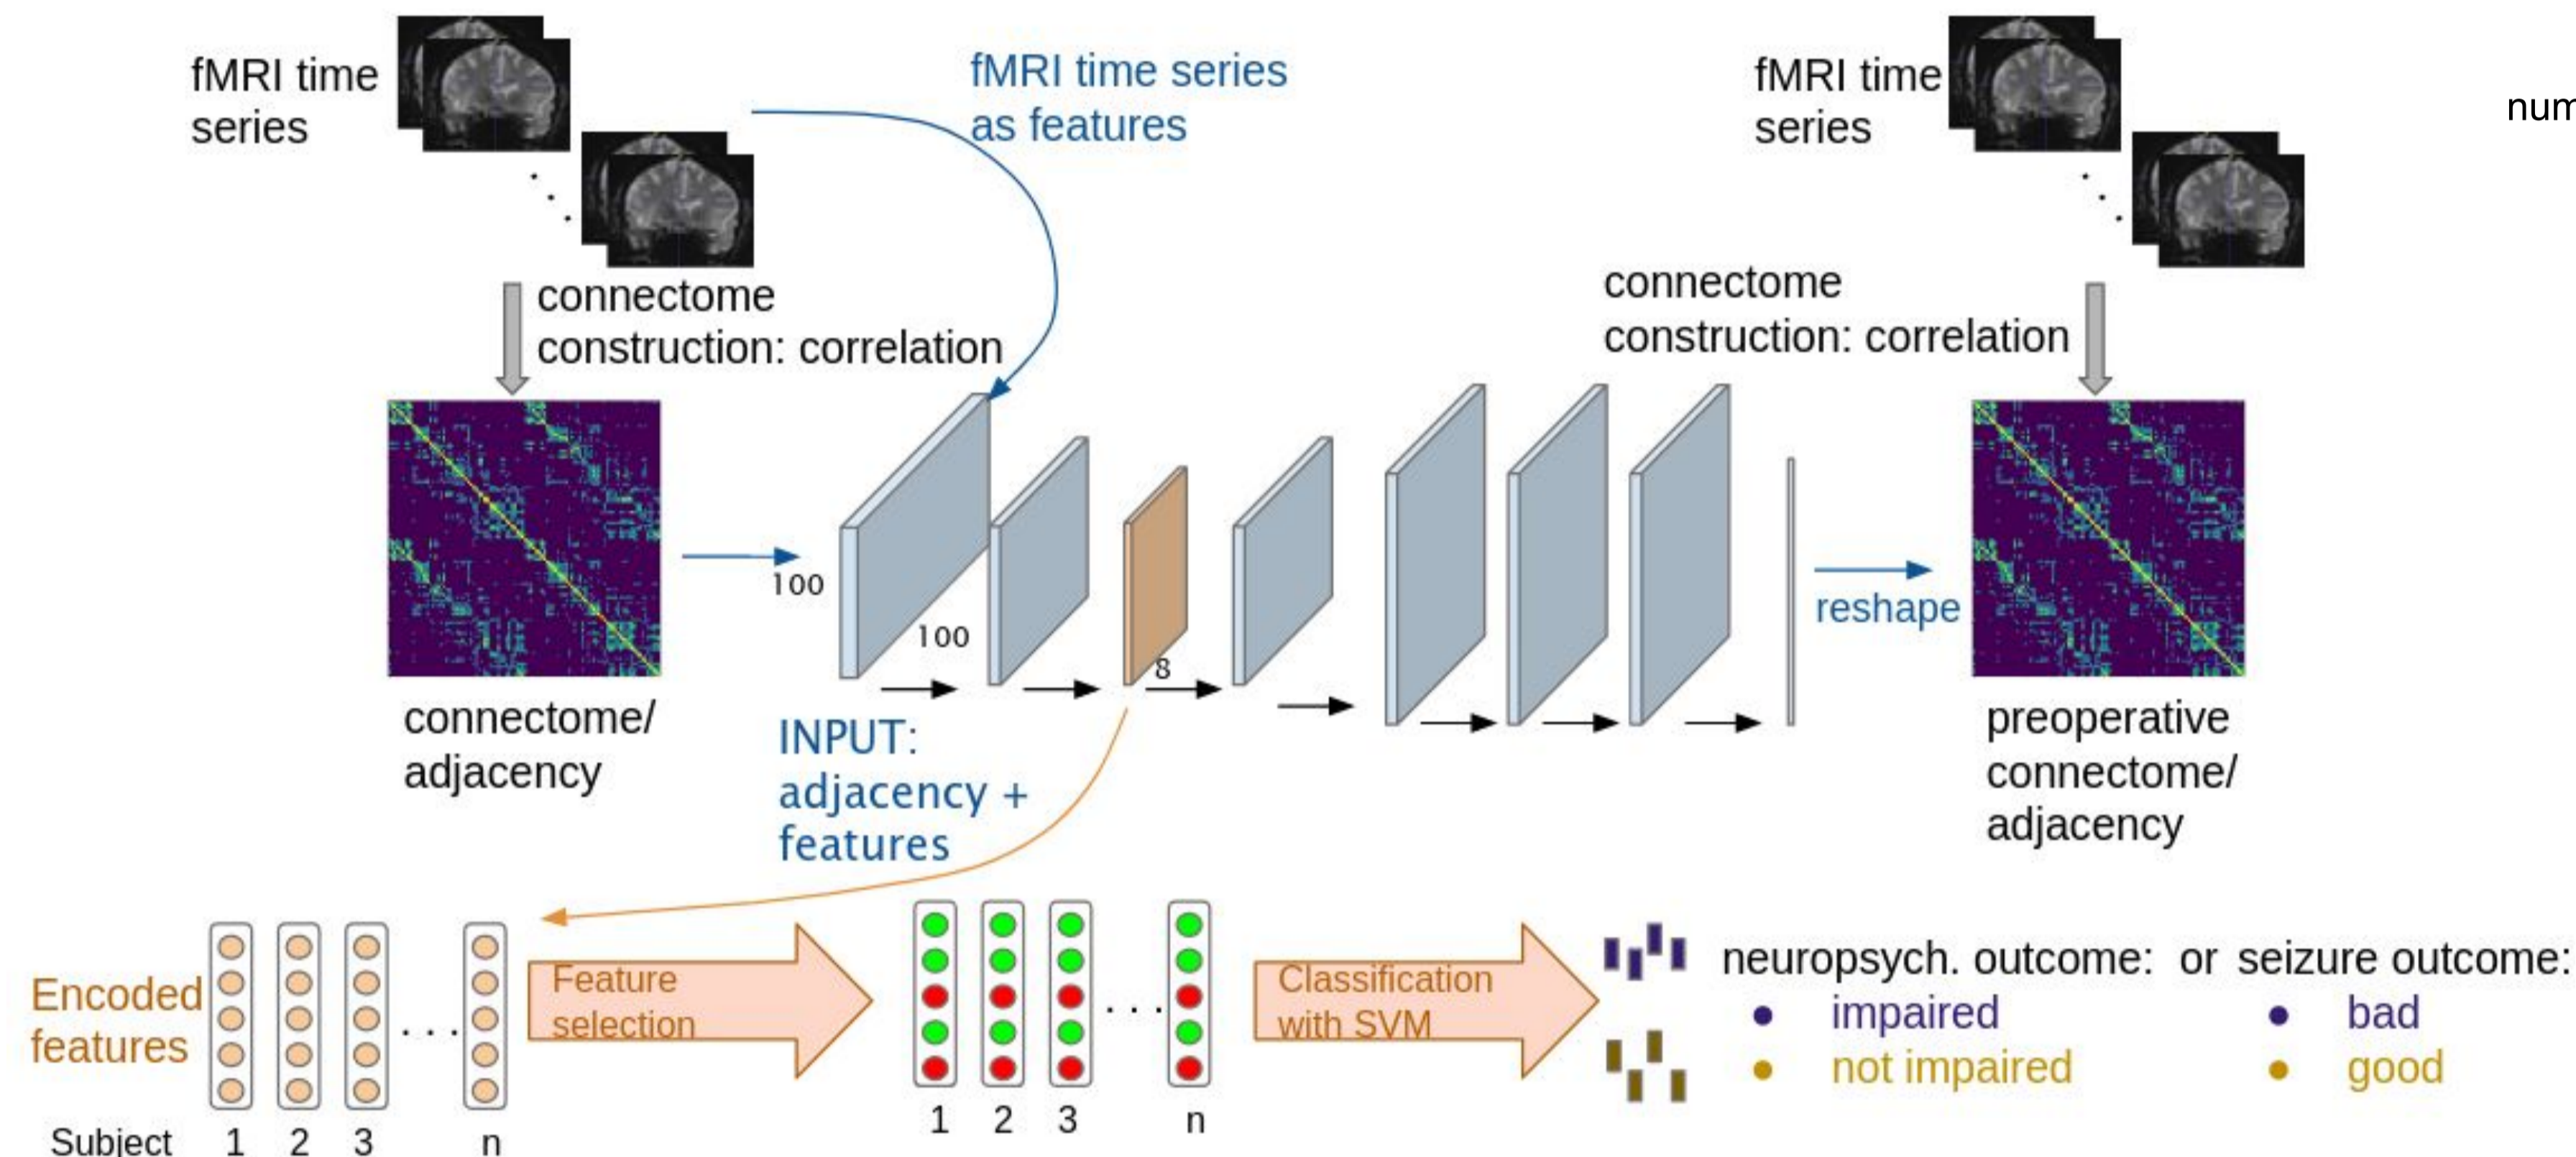 fMRI time
series
fMRI time series
as features
fMRI time
series
num
connectome
construction: correlation
connectome
construction: correlation
100
100
8
reshape
connectome/
adjacency
INPUT:
adjacency +
features
preoperative
connectome/
adjacency
Encoded
features
...
Feature
selection
...
Classification
with SVM
neuropsych. outcome: or seizure outcome:
• impaired • bad
• not impaired • good
1 2 3 n
Subject 1 2 3 n